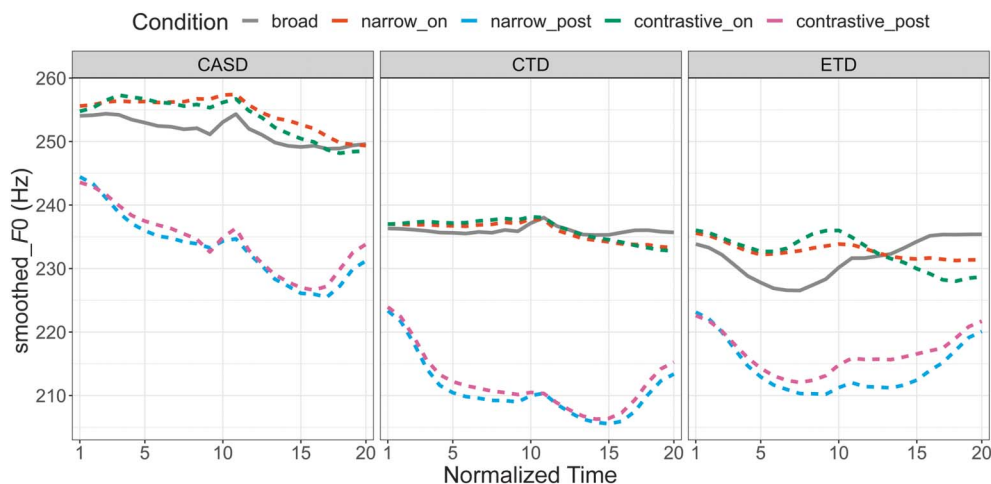 Condition broad narrow_on narrow_post contrastive_on contrastive_post
CASD CTD ETD
smoothed_F0 (Hz)
260
250
240
230
220
210
1 5 10 15 20 1 5 10 15 20 1 5 10 15 20
Normalized Time